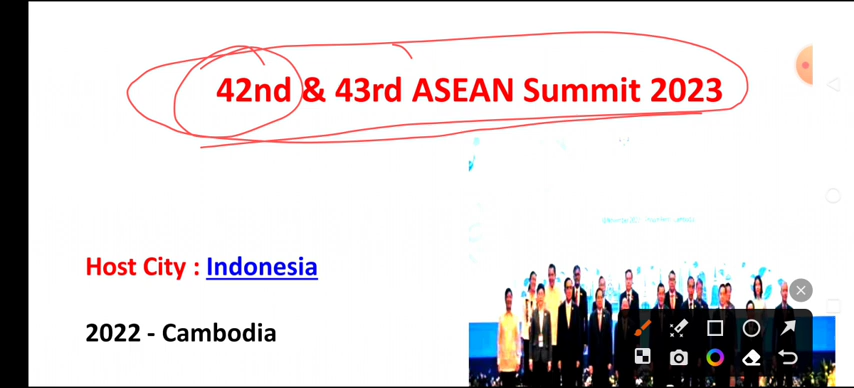 42nd & 43rd ASEAN Summit 2023
Host City : Indonesia
2022 - Cambodia